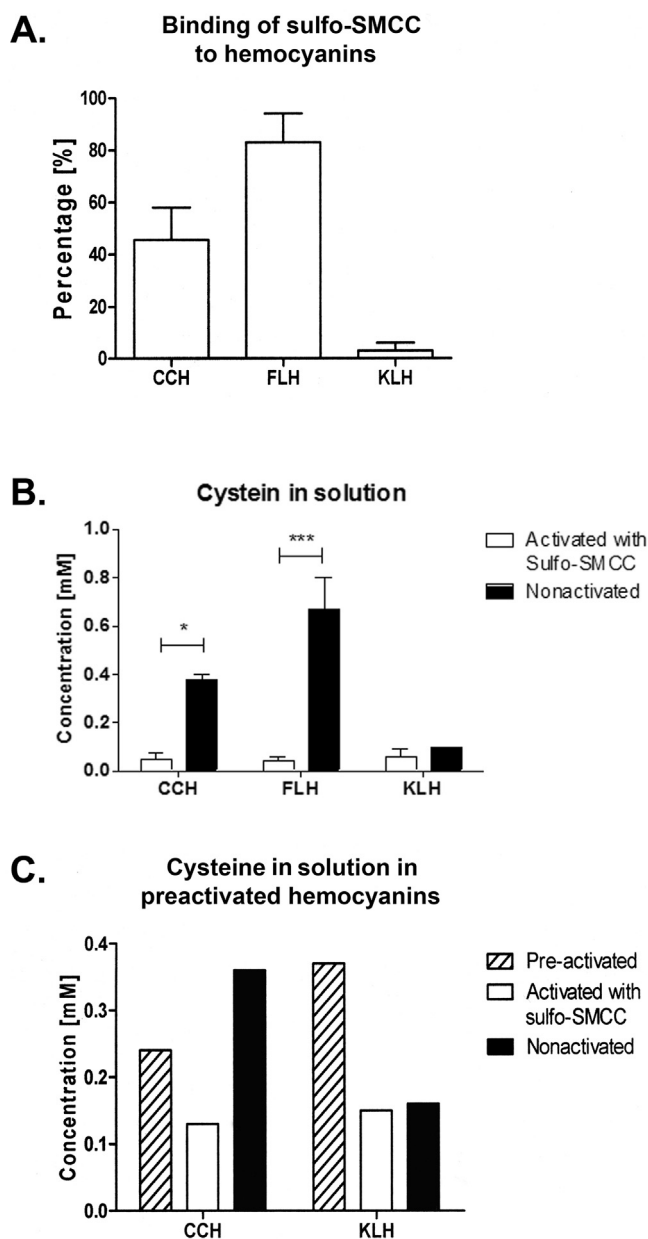 A.
Binding of sulfo-SMCC
to hemocyanins
Percentage [%]
100
80
60
40
20
0
CCH FLH KLH
B.
Cystein in solution
Concentration [mM]
1.0
0.8
0.6
0.4
0.2
0.0
*
***
CCH FLH KLH
Activated with
Sulfo-SMCC
Nonactivated
C.
Cysteine in solution in
preactivated hemocyanins
Concentration [mM]
0.4
0.3
0.2
0.1
0.0
CCH KLH
Pre-activated
Activated with
sulfo-SMCC
Nonactivated